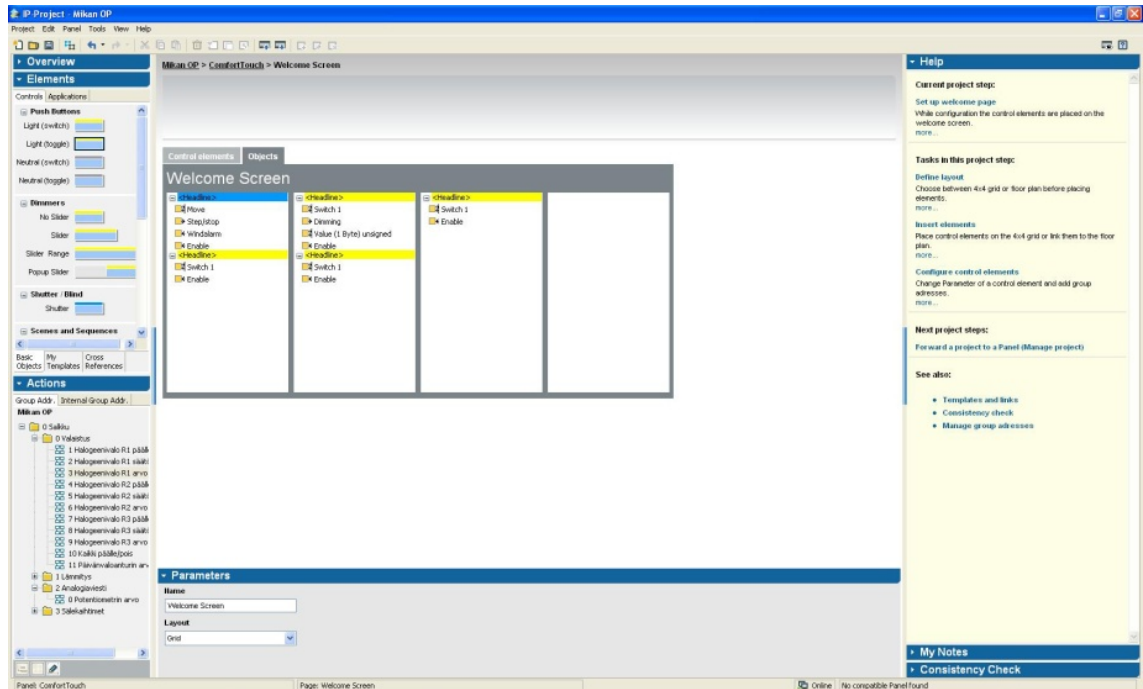 IP-Project - Mikan OP
Project Edit Panel Tools View Help
Overview
Elements
Controls Applications
Push Buttons
Light (switch)
Light (toggle)
Neutral (switch)
Neutral (toggle)
Dimmers
No Slider
Slider
Slider Range
Popup Slider
Shutter / Blind
Shutter
Scenes and Sequences
Basic Objects
My Templates
Cross References
Actions
Group Addr. Internal Group Addr.
Mikan OP
0 Salkku
0 Valaistus
1 Halogeenivalo R1 pääll
2 Halogeenivalo R1 säät
3 Halogeenivalo R1 arvo
4 Halogeenivalo R2 pääll
5 Halogeenivalo R2 säät
6 Halogeenivalo R2 arvo
7 Halogeenivalo R3 pääll
8 Halogeenivalo R3 säät
9 Halogeenivalo R3 arvo
10 Kaikki päälle/pois
11 Päivänvaloanturin arv
1 Lämmitys
2 Analogiaviesti
0 Potentiometrin arvo
3 Sälekaihtimet
Mikan OP > ComfortTouch > Welcome Screen
Control elements Objects
Welcome Screen
<Headline>
Move
Step/stop
Windalarm
Enable
<Headline>
Switch 1
Enable
<Headline>
Switch 1
Dimming
Value (1 Byte) unsigned
Enable
<Headline>
Switch 1
Enable
<Headline>
Switch 1
Enable
Parameters
Name
Welcome Screen
Layout
Grid
Help
Current project step:
Set up welcome page
While configuration the control elements are placed on the
welcome screen.
more...
Tasks in this project step:
Define layout
Choose between 4x4 grid or floor plan before placing
elements.
more...
Insert elements
Place control elements on the 4x4 grid or link them to the floor
plan.
more...
Configure control elements
Change Parameter of a control element and add group
adresses.
more...
Next project steps:
Forward a project to a Panel (Manage project)
See also:
Templates and links
Consistency check
Manage group adresses
My Notes
Consistency Check
Panel: ComfortTouch
Page: Welcome Screen
Online
No compatible Panel found